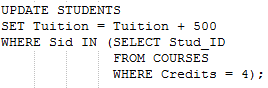 UPDATE STUDENTS
SET Tuition = Tuition + 500
WHERE Sid IN (SELECT Stud_ID
FROM COURSES
WHERE Credits = 4);